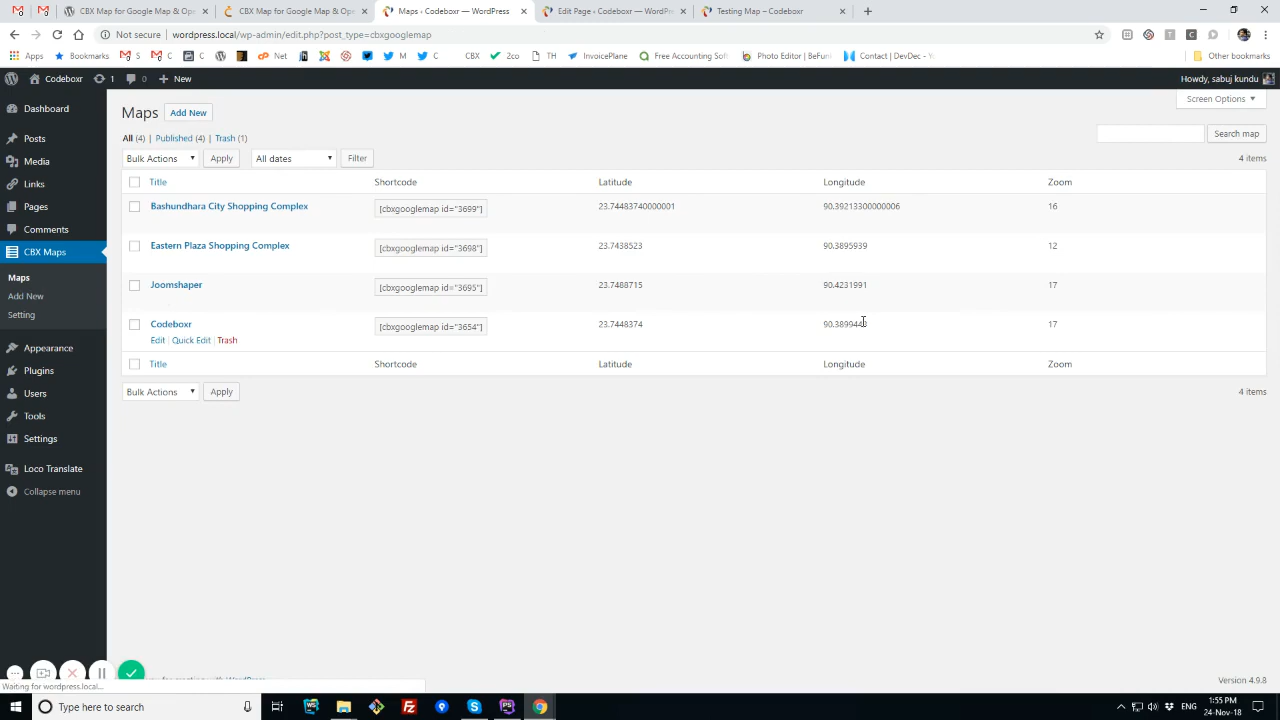 CBX Map for Google Map & Op
CBX Map for Google Map & Op
Maps ‹ Codeboxr — WordPress
Edit Page ‹ Codeboxr — WordPr
Testing Map – Codeboxr
Not secure | wordpress.local/wp-admin/edit.php?post_type=cbxgooglemap
Apps Bookmarks S C C Net M C CBX 2co TH InvoicePlane Free Accounting Soft Photo Editor | BeFun Contact | DevDec - Other bookmarks
Codeboxr 1 0 + New Howdy, sabuj kundu
Dashboard
Posts
Media
Links
Pages
Comments
CBX Maps
Maps
Add New
Setting
Appearance
Plugins
Users
Tools
Settings
Loco Translate
Collapse menu
Screen Options
Maps Add New
All (4) | Published (4) | Trash (1)
Search map
Bulk Actions Apply All dates Filter 4 items
Title Shortcode Latitude Longitude Zoom
Bashundhara City Shopping Complex [cbxgooglemap id="3699"] 23.74483740000001 90.39213300000006 16
Eastern Plaza Shopping Complex [cbxgooglemap id="3698"] 23.7438523 90.3895939 12
Joomshaper [cbxgooglemap id="3695"] 23.7488715 90.4231991 17
Codeboxr [cbxgooglemap id="3654"] 23.7448374 17
Edit | Quick Edit | Trash
Title Shortcode Latitude Longitude Zoom
Bulk Actions Apply 4 items
WordPress
Version 4.9.8
Waiting for wordpress.local...
Type here to search
ENG
1:55 PM
24-Nov-18